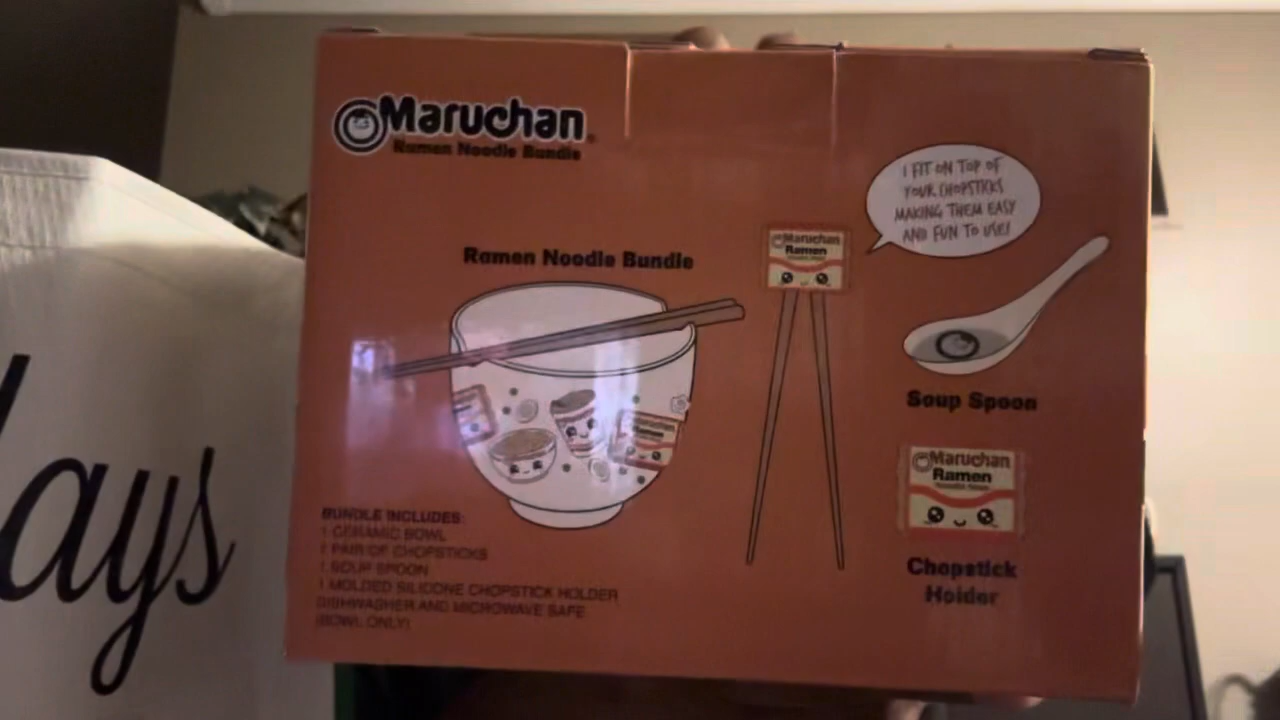 Maruchan®
Ramen Noodle Bundle
I FIT ON TOP OF
YOUR CHOPSTICKS
MAKING THEM EASY
AND FUN TO USE!
Ramen Noodle Bundle
Maruchan
Ramen
Soup Spoon
Maruchan
Ramen
Noodle Soup
Chopstick
Holder
BUNDLE INCLUDES:
1 CERAMIC BOWL
1 PAIR OF CHOPSTICKS
1 SOUP SPOON
1 MOLDED SILICONE CHOPSTICK HOLDER
DISHWASHER AND MICROWAVE SAFE
(BOWL ONLY)
ays